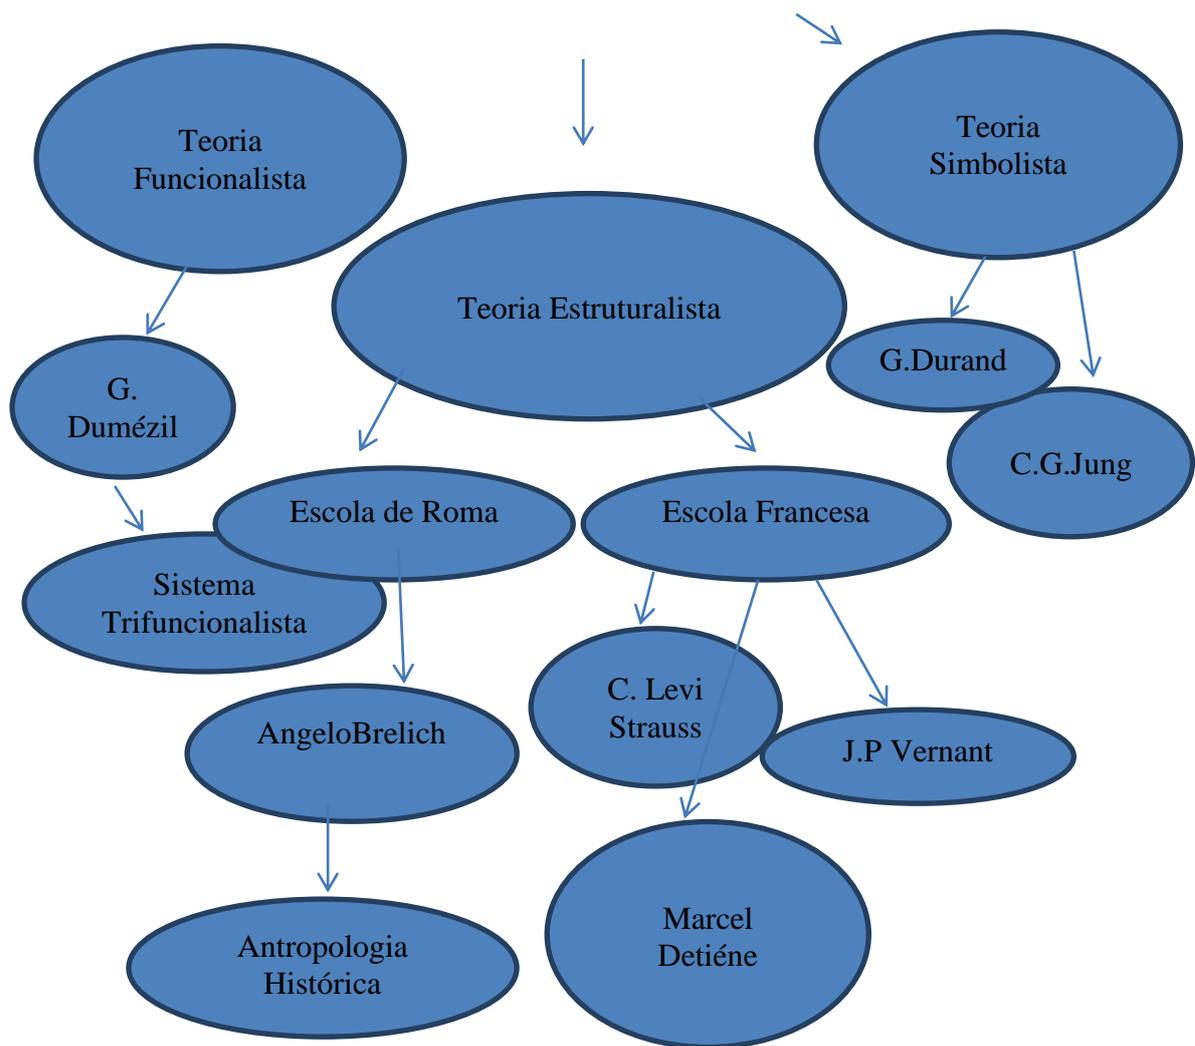 Teoria
Funcionalista
Teoria
Simbolista
Teoria Estruturalista
G.Durand
G.
Dumézil
C.G.Jung
Escola de Roma
Escola Francesa
Sistema
Trifuncionalista
C. Levi
Strauss
AngeloBrelich
J.P Vernant
Marcel
Detiéne
Antropologia
Histórica